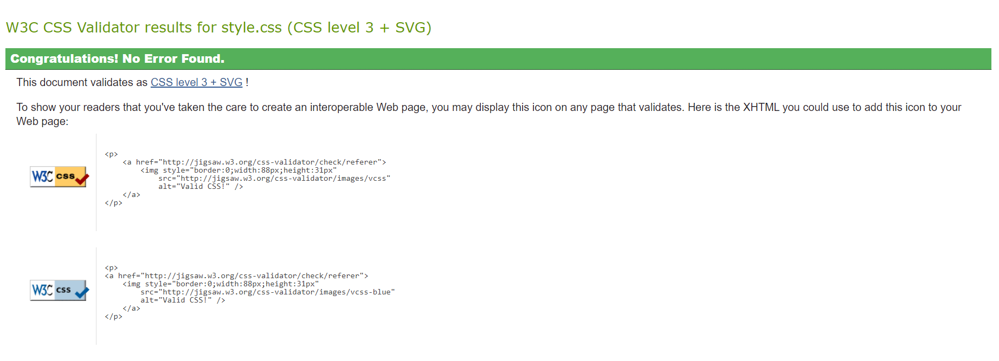 W3C CSS Validator results for style.css (CSS level 3 + SVG)
Congratulations! No Error Found.
This document validates as CSS level 3 + SVG !
To show your readers that you've taken the care to create an interoperable Web page, you may display this icon on any page that validates. Here is the XHTML you could use to add this icon to your
Web page:
W3C css
<p>
    <a href="http://jigsaw.w3.org/css-validator/check/referer">
        <img style="border:0;width:88px;height:31px"
            src="http://jigsaw.w3.org/css-validator/images/vcss"
            alt="Valid CSS!" />
    </a>
</p>
W3C css
<p>
<a href="http://jigsaw.w3.org/css-validator/check/referer">
    <img style="border:0;width:88px;height:31px"
        src="http://jigsaw.w3.org/css-validator/images/vcss-blue"
        alt="Valid CSS!" />
    </a>
</p>